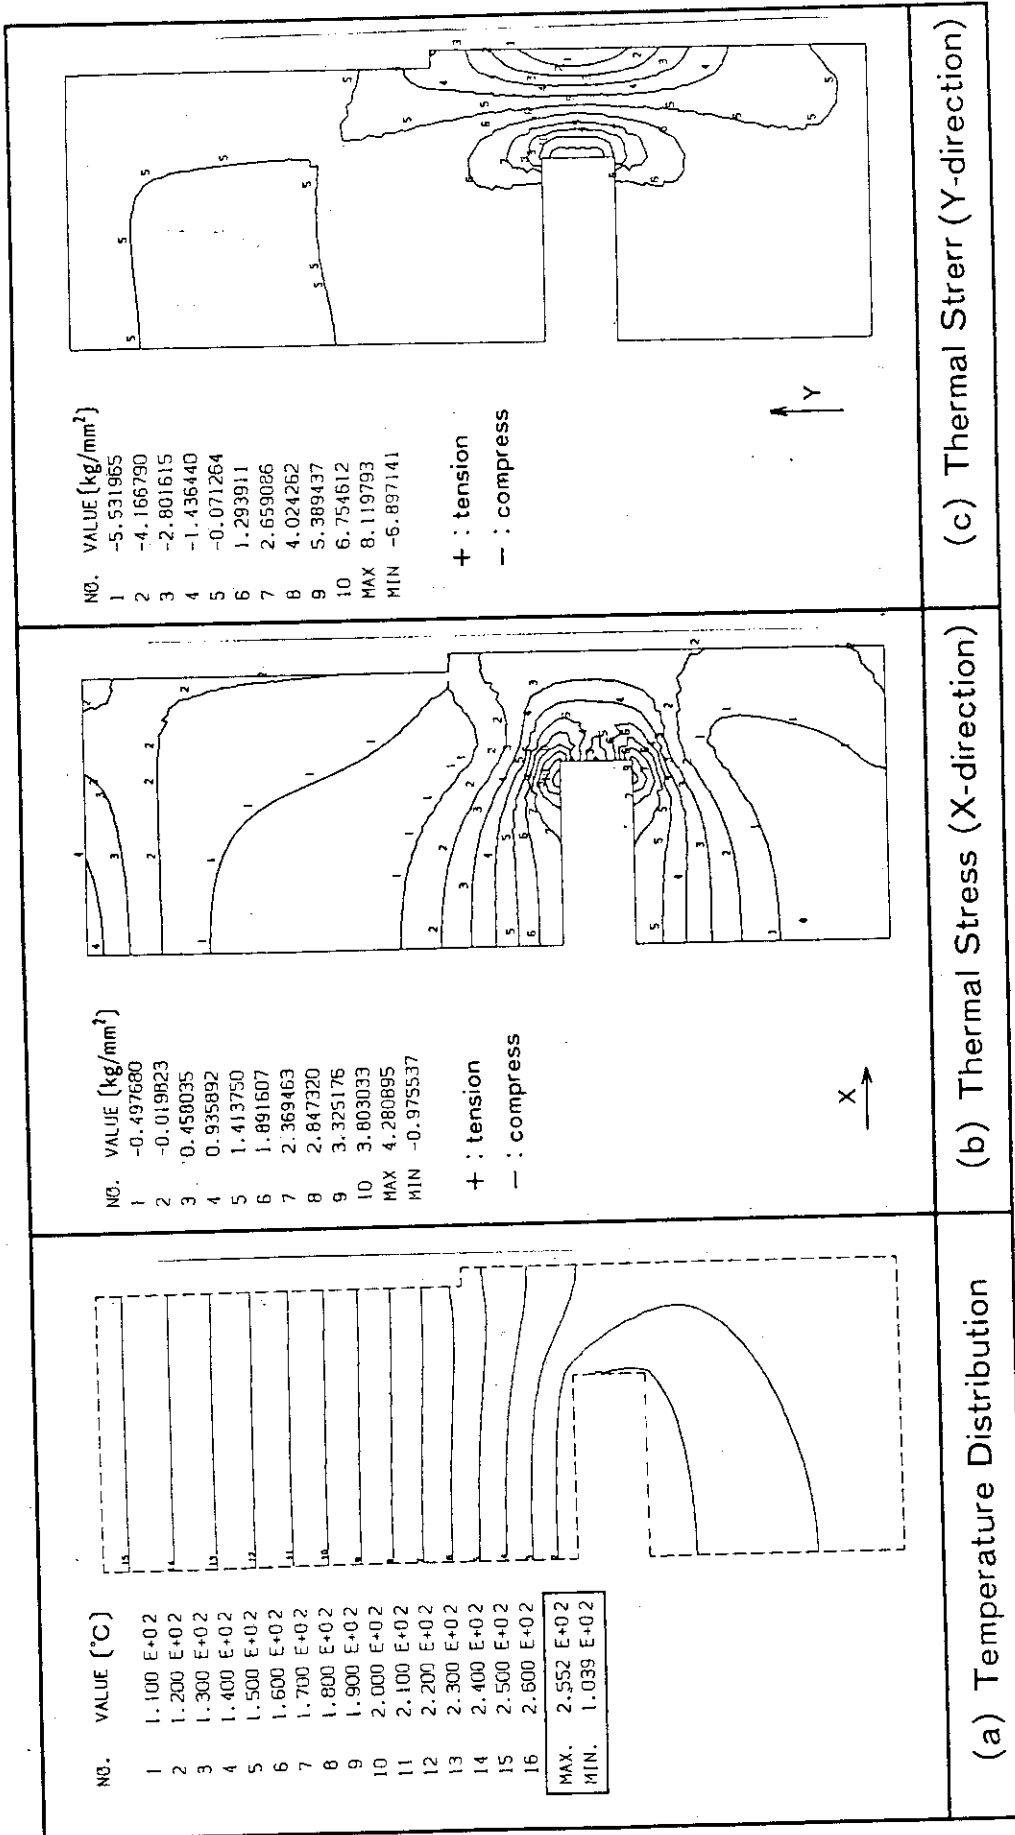 NO. VALUE [°C]
1 1.100 E+02
2 1.200 E+02
3 1.300 E+02
4 1.400 E+02
5 1.500 E+02
6 1.600 E+02
7 1.700 E+02
8 1.800 E+02
9 1.900 E+02
10 2.000 E+02
11 2.100 E+02
12 2.200 E+02
13 2.300 E+02
14 2.400 E+02
15 2.500 E+02
16 2.600 E+02
MAX. 2.552 E+02
MIN. 1.039 E+02
(a) Temperature Distribution
NO. VALUE [kg/mm²]
1 -0.497680
2 -0.019823
3 0.458035
4 0.935892
5 1.413750
6 1.891607
7 2.369463
8 2.847320
9 3.325176
10 3.803033
MAX 4.280895
MIN -0.975537
+ : tension
- : compress
X
(b) Thermal Stress (X-direction)
NO. VALUE [kg/mm²]
1 -5.531965
2 -4.166790
3 -2.801615
4 -1.436440
5 -0.071264
6 1.293911
7 2.659086
8 4.024262
9 5.389437
10 6.754612
MAX 8.119793
MIN -6.897141
+ : tension
- : compress
Y
(c) Thermal Strerr (Y-direction)